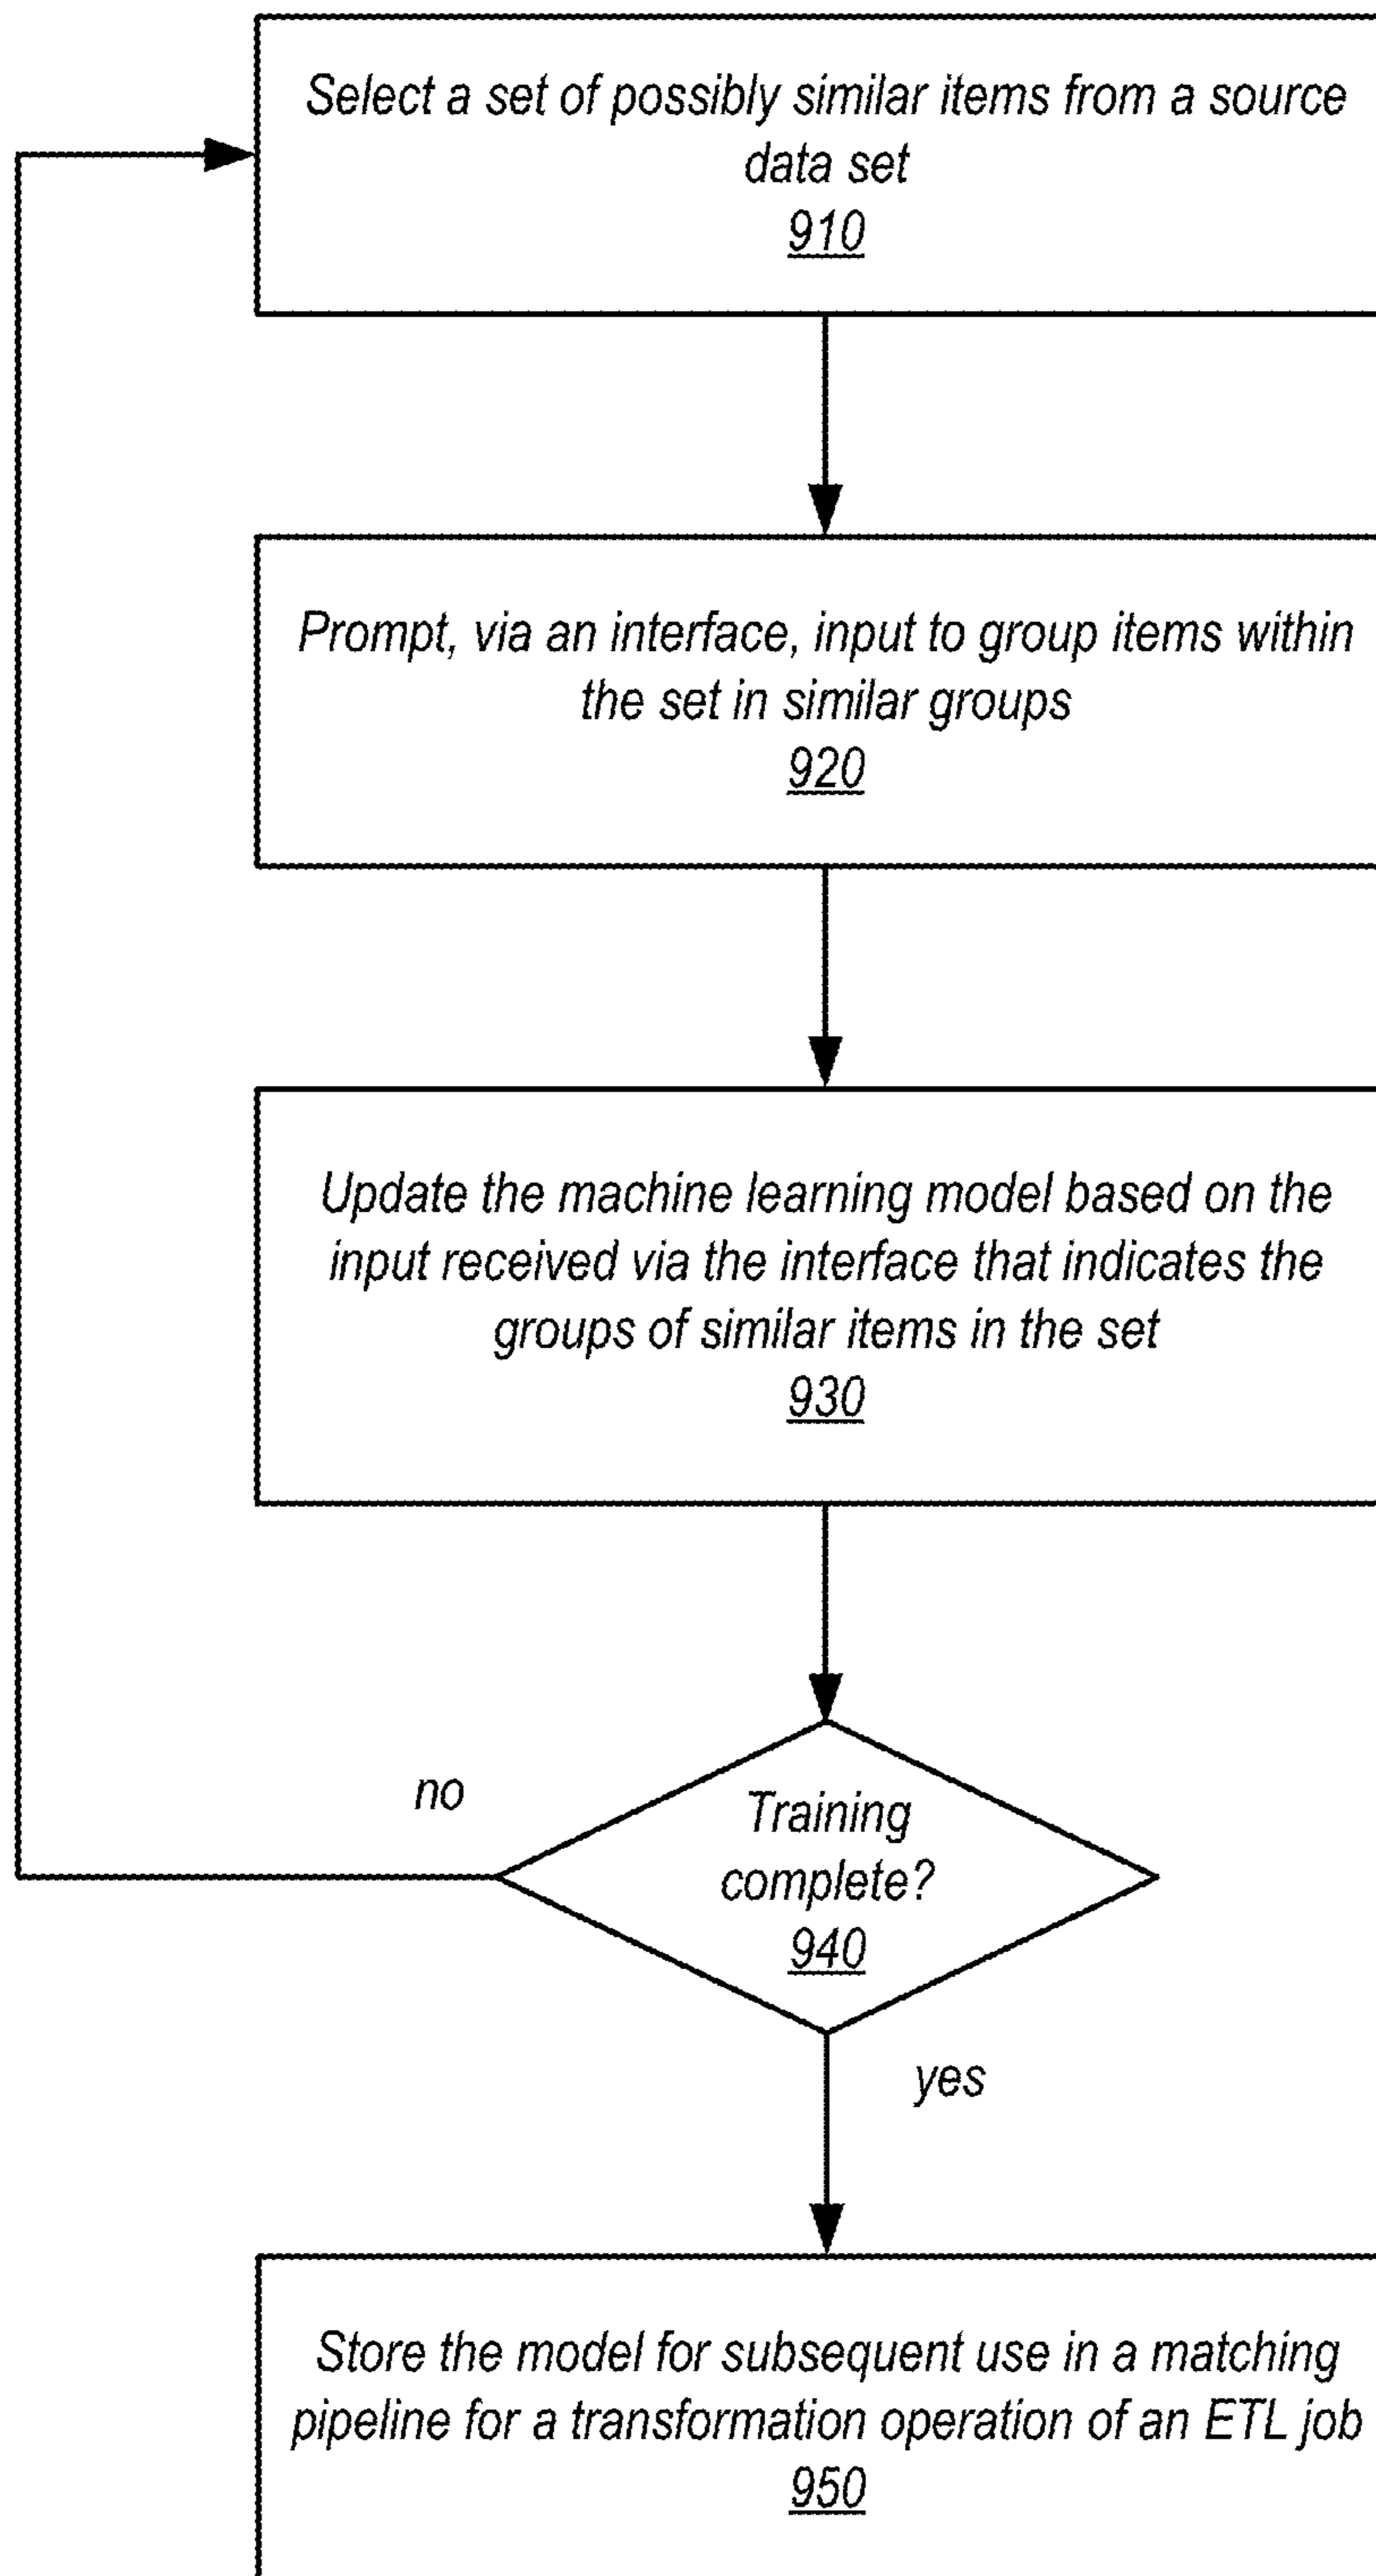 Select a set of possibly similar items from a source
data set
910
Prompt, via an interface, input to group items within
the set in similar groups
920
Update the machine learning model based on the
input received via the interface that indicates the
groups of similar items in the set
930
no
Training
complete?
940
yes
Store the model for subsequent use in a matching
pipeline for a transformation operation of an ETL job
950